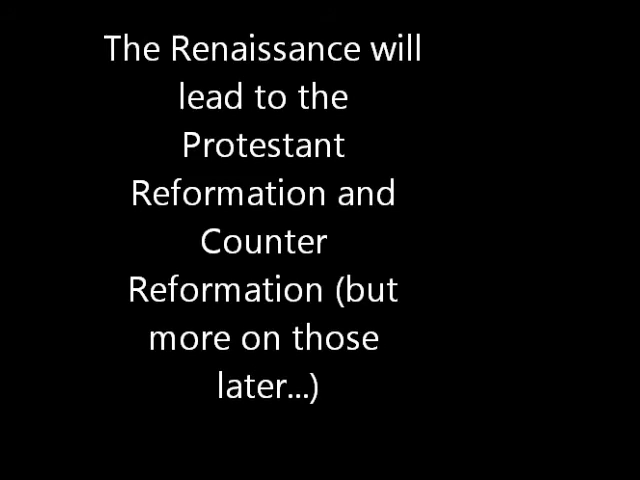 The Renaissance will
lead to the
Protestant
Reformation and
Counter
Reformation (but
more on those
later...)